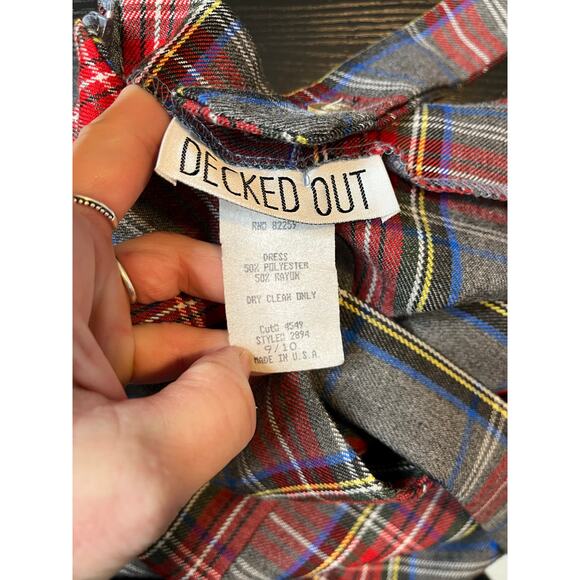 DECKED OUT
RN# 82259
DRESS
50% POLYESTER
50% RAYON
DRY CLEAN ONLY
Cut# 4549
STYLE# 2894
9/10
MADE IN U.S.A.